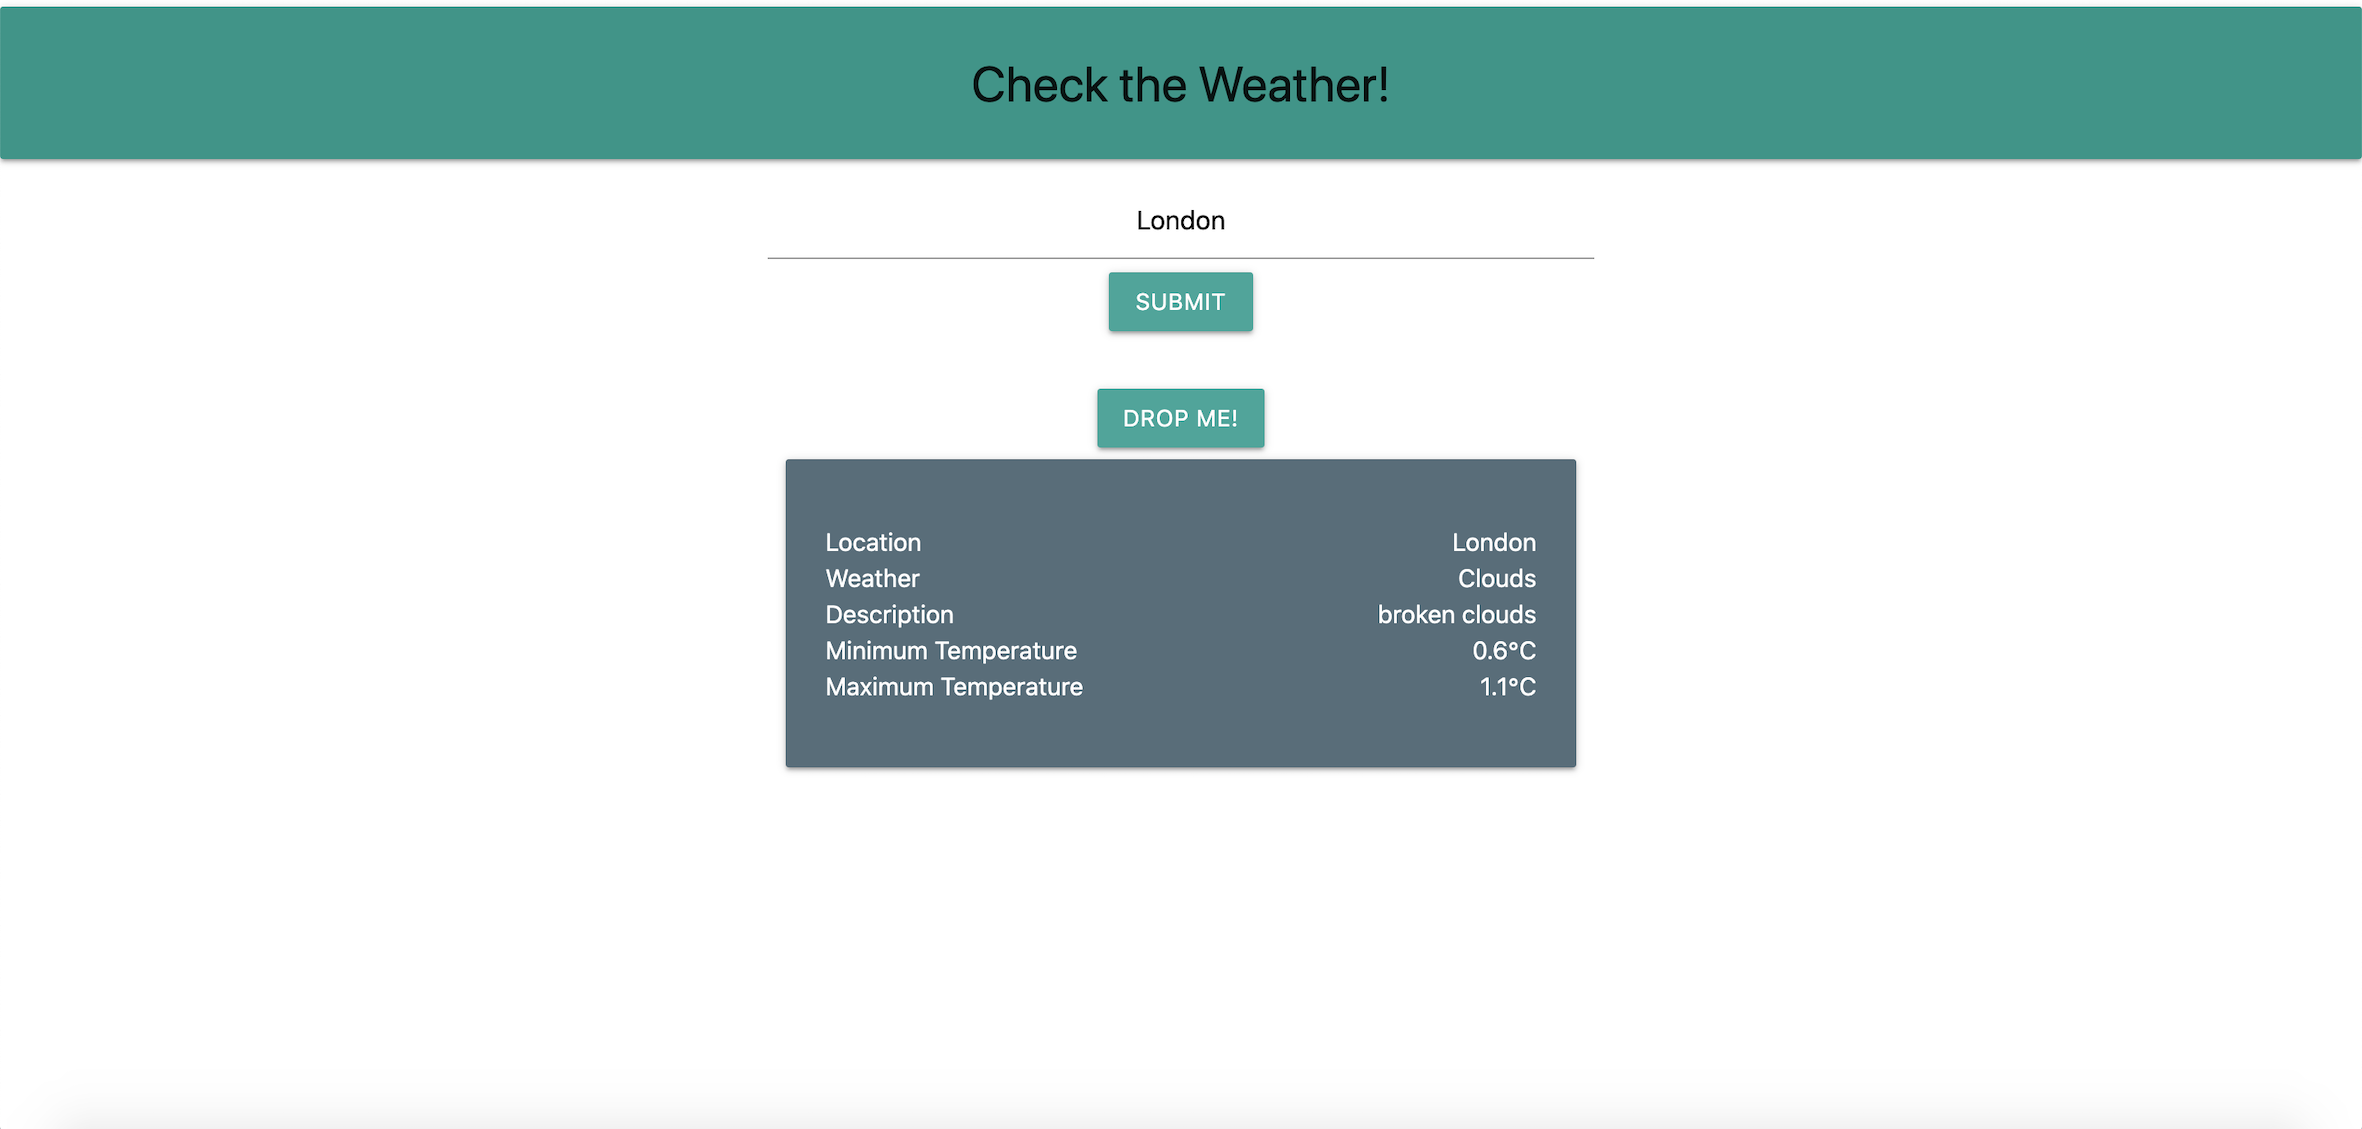 Check the Weather!
London
SUBMIT
DROP ME!
Location London
Weather Clouds
Description broken clouds
Minimum Temperature 0.6°C
Maximum Temperature 1.1°C